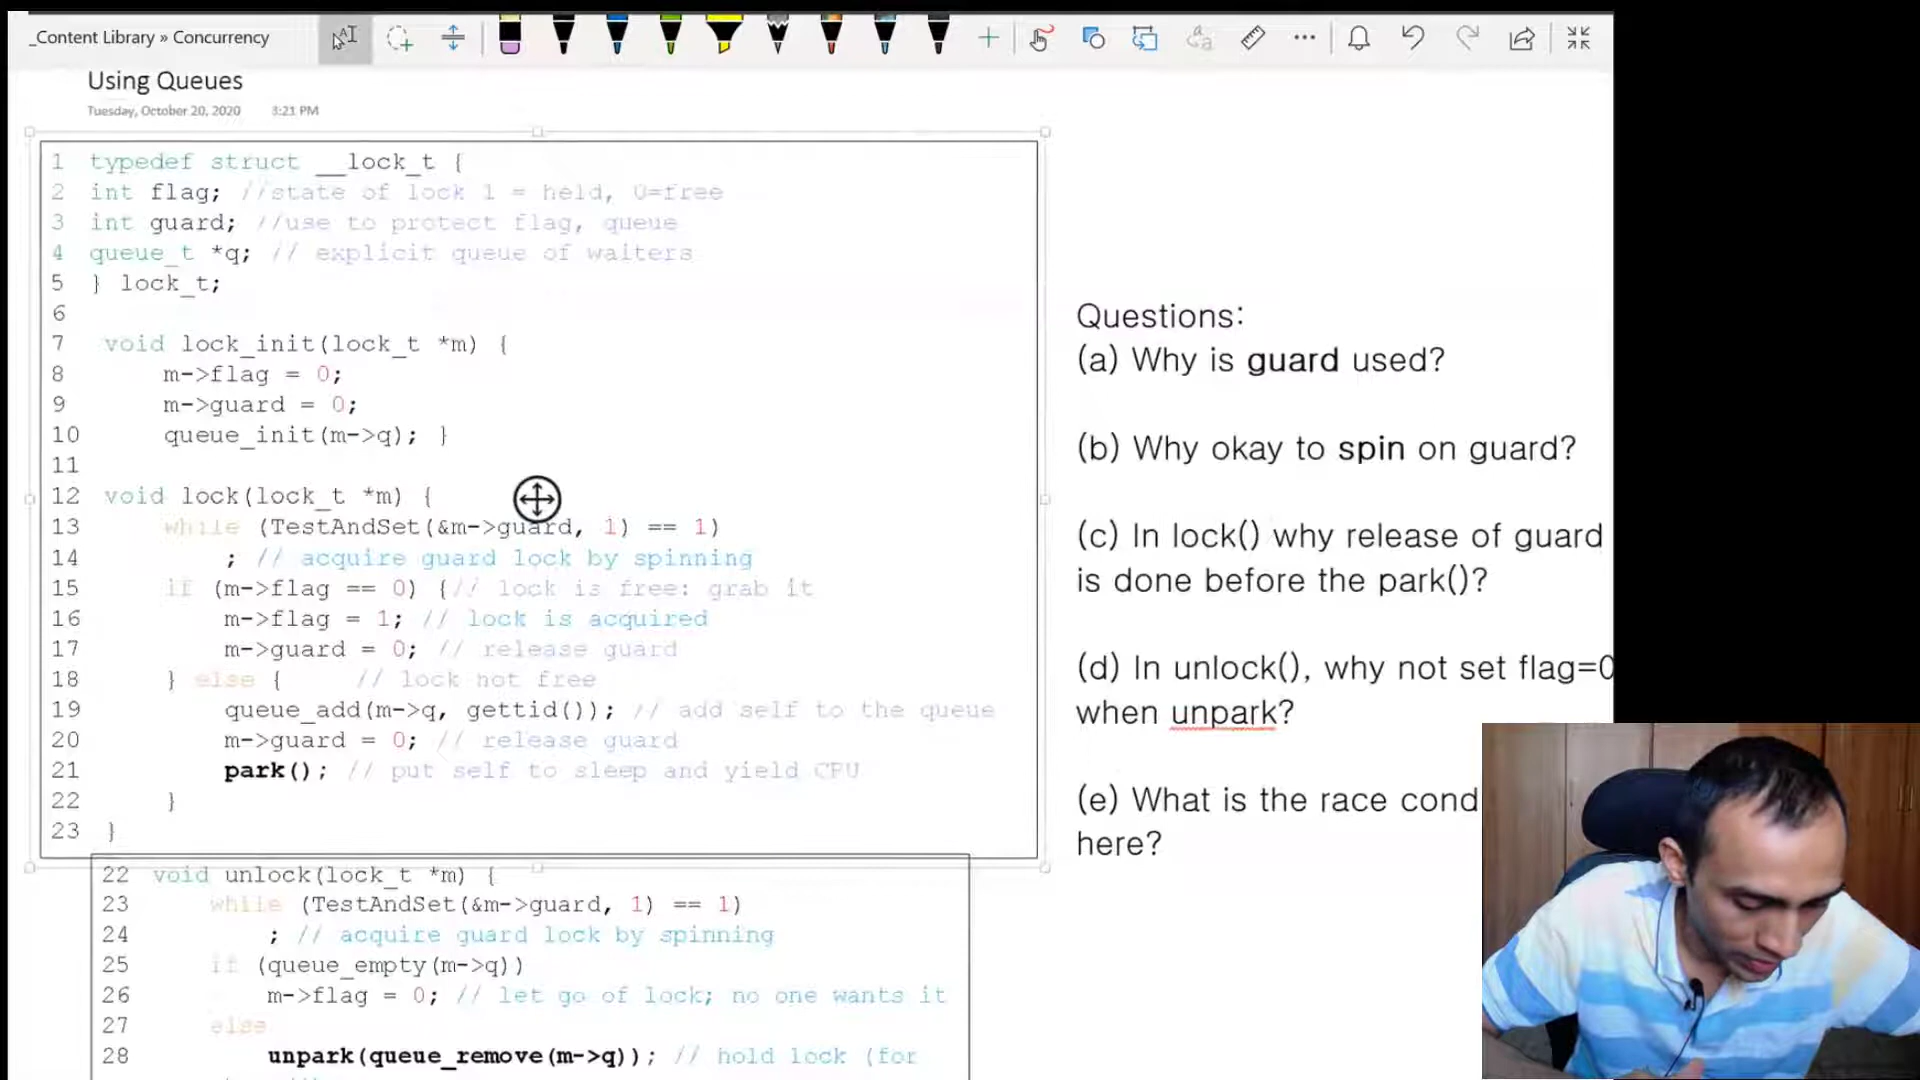 _Content Library » Concurrency
Using Queues
Tuesday, October 20, 2020 3:21 PM
1 typedef struct __lock_t {
2 int flag; //state of lock 1 = held, 0=free
3 int guard; //use to protect flag, queue
4 queue_t *q; // explicit queue of waiters
5 } lock_t;
6
7 void lock_init(lock_t *m) {
8 m->flag = 0;
9 m->guard = 0;
10 queue_init(m->q); }
11
12 void lock(lock_t *m) {
13 while (TestAndSet(&m->guard, 1) == 1)
14 ; // acquire guard lock by spinning
15 if (m->flag == 0) {// lock is free: grab it
16 m->flag = 1; // lock is acquired
17 m->guard = 0; // release guard
18 } else { // lock not free
19 queue_add(m->q, gettid()); // add self to the queue
20 m->guard = 0; // release guard
21 park(); // put self to sleep and yield CPU
22 }
23 }
22 void unlock(lock_t *m) {
23 while (TestAndSet(&m->guard, 1) == 1)
24 ; // acquire guard lock by spinning
25 if (queue_empty(m->q))
26 m->flag = 0; // let go of lock; no one wants it
27 else
28 unpark(queue_remove(m->q)); // hold lock (for
Questions:
(a) Why is guard used?
(b) Why okay to spin on guard?
(c) In lock() why release of guard
is done before the park()?
(d) In unlock(), why not set flag=0
when unpark?
(e) What is the race cond
here?